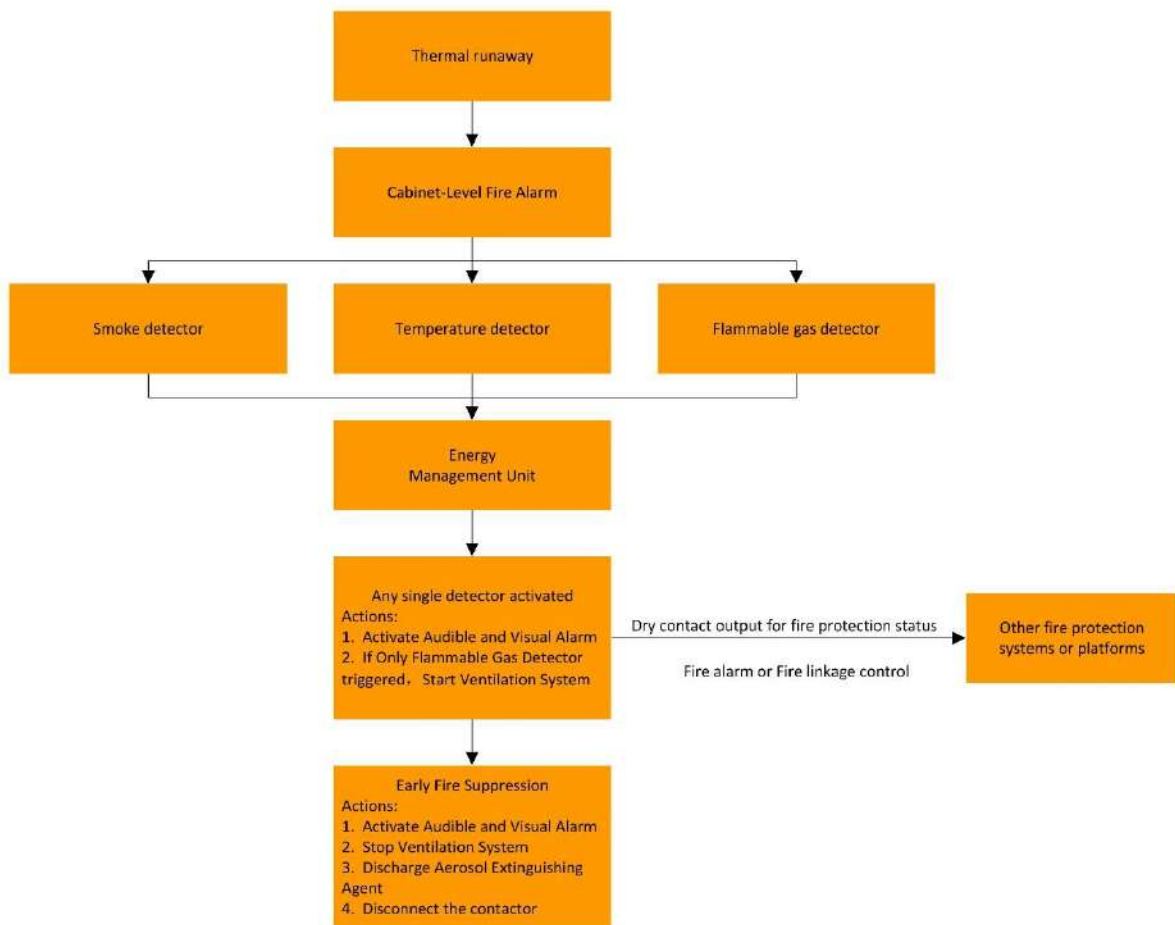 Thermal runaway
Cabinet-Level Fire Alarm
Smoke detector
Temperature detector
Flammable gas detector
Energy
Management Unit
Any single detector activated
Actions:
1. Activate Audible and Visual Alarm
2. If Only Flammable Gas Detector
triggered，Start Ventilation System
Dry contact output for fire protection status
Fire alarm or Fire linkage control
Other fire protection
systems or platforms
Early Fire Suppression
Actions:
1. Activate Audible and Visual Alarm
2. Stop Ventilation System
3. Discharge Aerosol Extinguishing
Agent
4. Disconnect the contactor